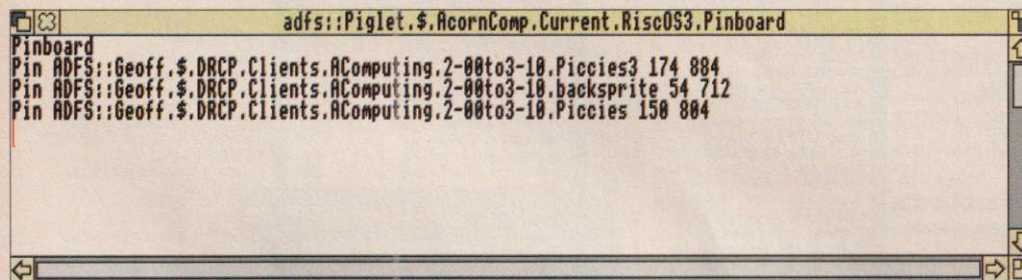 adfs::Piglet.$.AcornComp.Current.RiscOS3.Pinboard
Pinboard
Pin ADFS::Geoff.$.DRCP.Clients.AComputing.2-00to3-10.Piccies3 174 884
Pin ADFS::Geoff.$.DRCP.Clients.AComputing.2-00to3-10.backsprite 54 712
Pin ADFS::Geoff.$.DRCP.Clients.AComputing.2-00to3-10.Piccies 150 804